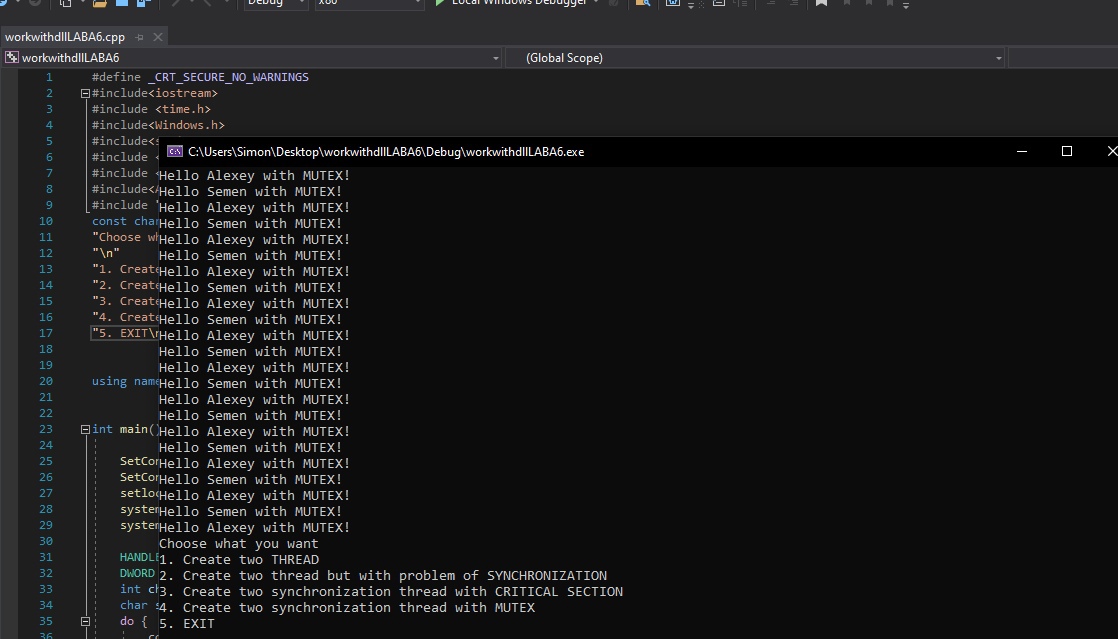 Debug x86 Local Windows Debugger
workwithdllLABA6.cpp
workwithdllLABA6 (Global Scope)
1 #define _CRT_SECURE_NO_WARNINGS
2 #include<iostream>
3 #include <time.h>
4 #include<Windows.h>
5 #include<s
6 #include <
7 #include <
8 #include<A
9 #include "
10 const char
11 "Choose wh
12 "\n"
13 "1. Create
14 "2. Create
15 "3. Create
16 "4. Create
17 "5. EXIT\n
18
19
20 using name
21
22
23 int main()
24
25 SetCon
26 SetCon
27 setloc
28 system
29 system
30
31 HANDLE
32 DWORD
33 int ch
34 char s
35 do {
36 co
C:\Users\Simon\Desktop\workwithdllLABA6\Debug\workwithdllLABA6.exe
Hello Alexey with MUTEX!
Hello Semen with MUTEX!
Hello Alexey with MUTEX!
Hello Semen with MUTEX!
Hello Alexey with MUTEX!
Hello Semen with MUTEX!
Hello Alexey with MUTEX!
Hello Semen with MUTEX!
Hello Alexey with MUTEX!
Hello Semen with MUTEX!
Hello Alexey with MUTEX!
Hello Semen with MUTEX!
Hello Alexey with MUTEX!
Hello Semen with MUTEX!
Hello Alexey with MUTEX!
Hello Semen with MUTEX!
Hello Alexey with MUTEX!
Hello Semen with MUTEX!
Hello Alexey with MUTEX!
Hello Semen with MUTEX!
Hello Alexey with MUTEX!
Hello Semen with MUTEX!
Hello Alexey with MUTEX!
Choose what you want
1. Create two THREAD
2. Create two thread but with problem of SYNCHRONIZATION
3. Create two synchronization thread with CRITICAL SECTION
4. Create two synchronization thread with MUTEX
5. EXIT